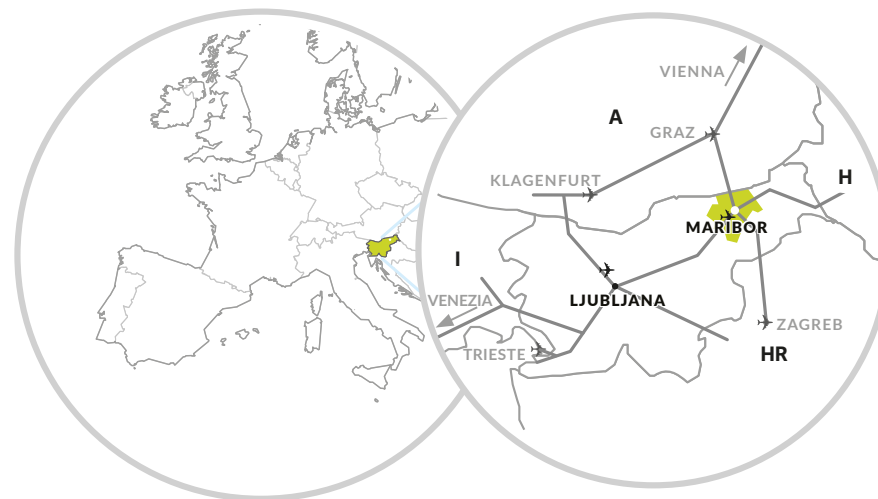 VIENNA
A
GRAZ
KLAGENFURT
H
MARIBOR
I
LJUBLJANA
VENEZIA
ZAGREB
TRIESTE
HR